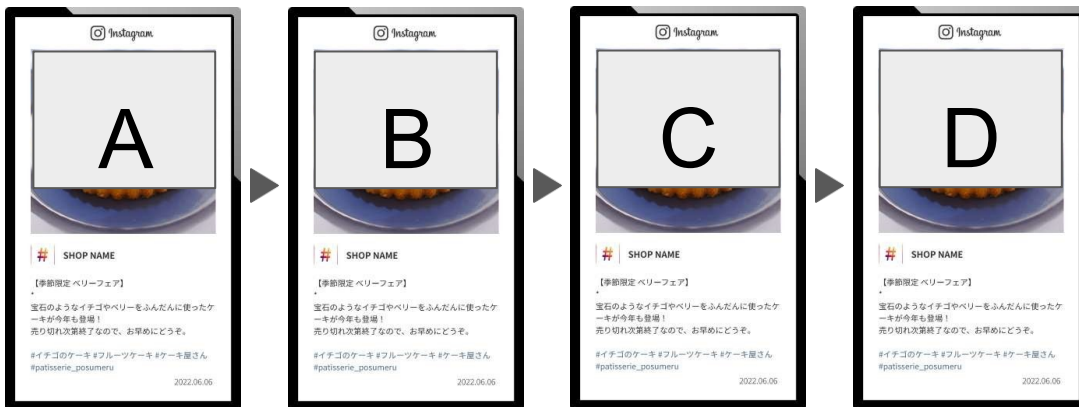 Instagram
A
SHOP NAME
【季節限定 ベリーフェア】
・
宝石のようなイチゴやベリーをふんだんに使ったケ
ーキが今年も登場！
売り切れ次第終了なので、お早めにどうぞ。
#イチゴのケーキ #フルーツケーキ #ケーキ屋さん
#patisserie_posumeru
2022.06.06
Instagram
B
SHOP NAME
【季節限定 ベリーフェア】
・
宝石のようなイチゴやベリーをふんだんに使ったケ
ーキが今年も登場！
売り切れ次第終了なので、お早めにどうぞ。
#イチゴのケーキ #フルーツケーキ #ケーキ屋さん
#patisserie_posumeru
2022.06.06
Instagram
C
SHOP NAME
【季節限定 ベリーフェア】
・
宝石のようなイチゴやベリーをふんだんに使ったケ
ーキが今年も登場！
売り切れ次第終了なので、お早めにどうぞ。
#イチゴのケーキ #フルーツケーキ #ケーキ屋さん
#patisserie_posumeru
2022.06.06
Instagram
D
SHOP NAME
【季節限定 ベリーフェア】
・
宝石のようなイチゴやベリーをふんだんに使ったケ
ーキが今年も登場！
売り切れ次第終了なので、お早めにどうぞ。
#イチゴのケーキ #フルーツケーキ #ケーキ屋さん
#patisserie_posumeru
2022.06.06